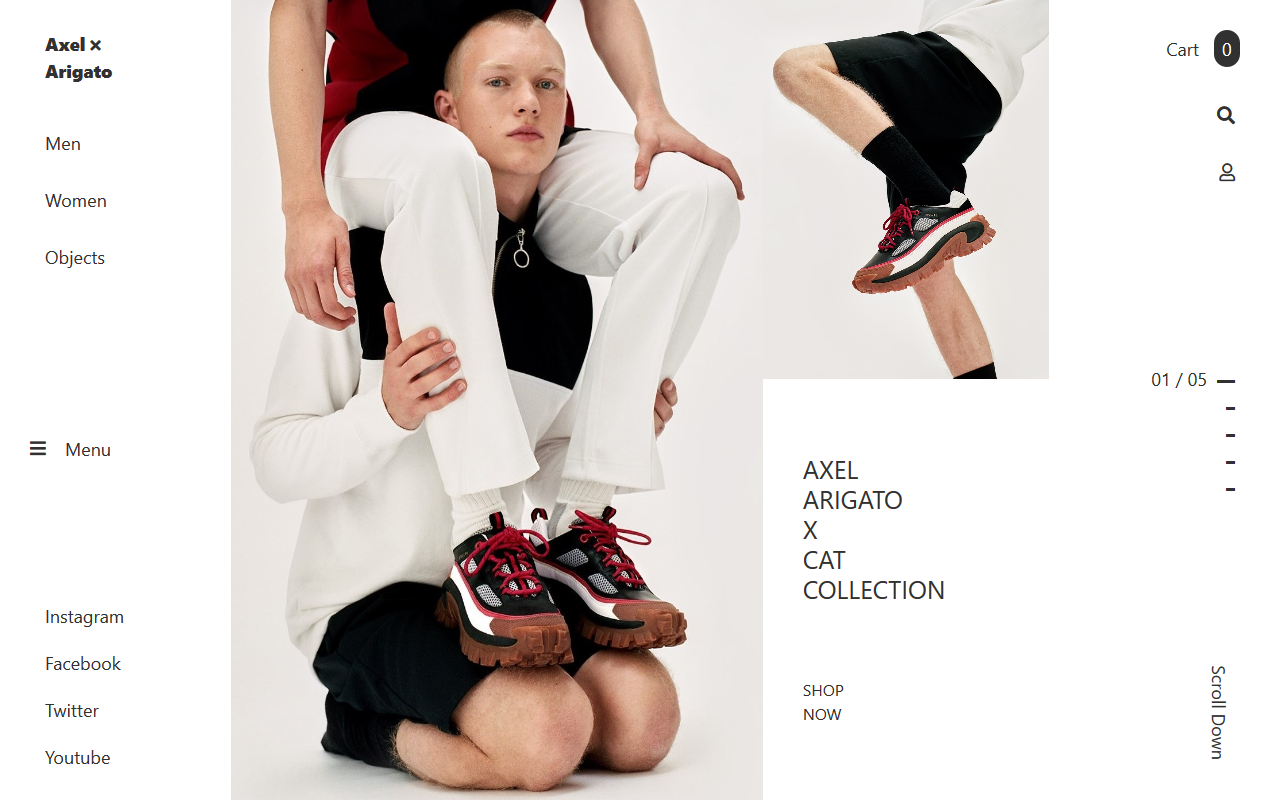 Axel ×
Arigato
Men
Women
Objects
Menu
Instagram
Facebook
Twitter
Youtube
AXEL
ARIGATO
X
CAT
COLLECTION
SHOP
NOW
Cart 0
01 / 05
Scroll Down